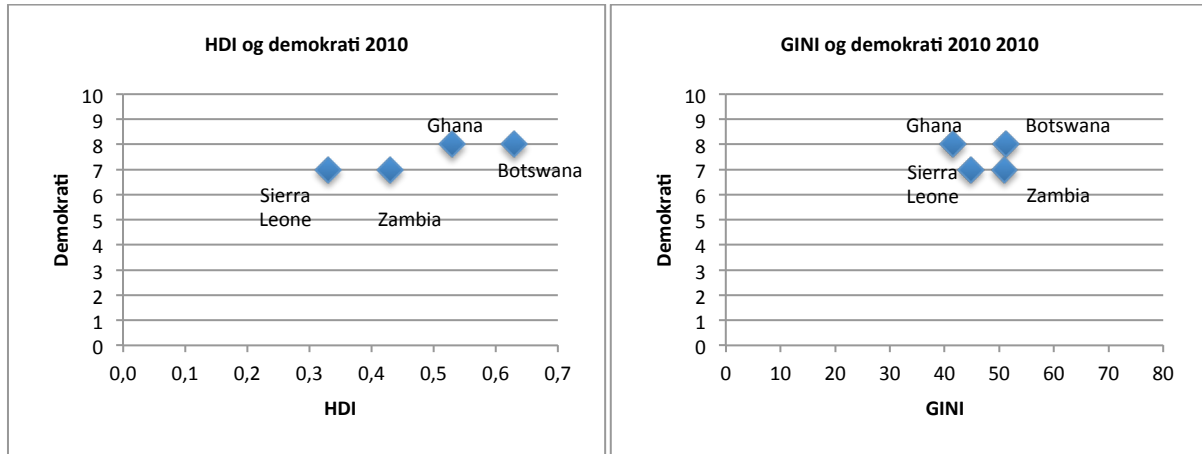 HDI og demokrati 2010
Demokrati
10
9
8
7
6
5
4
3
2
1
0
Ghana
Botswana
Sierra
Leone
Zambia
0,0 0,1 0,2 0,3 0,4 0,5 0,6 0,7
HDI
GINI og demokrati 2010 2010
Demokrati
10
9
8
7
6
5
4
3
2
1
0
Ghana
Botswana
Sierra
Leone
Zambia
0 10 20 30 40 50 60 70 80
GINI